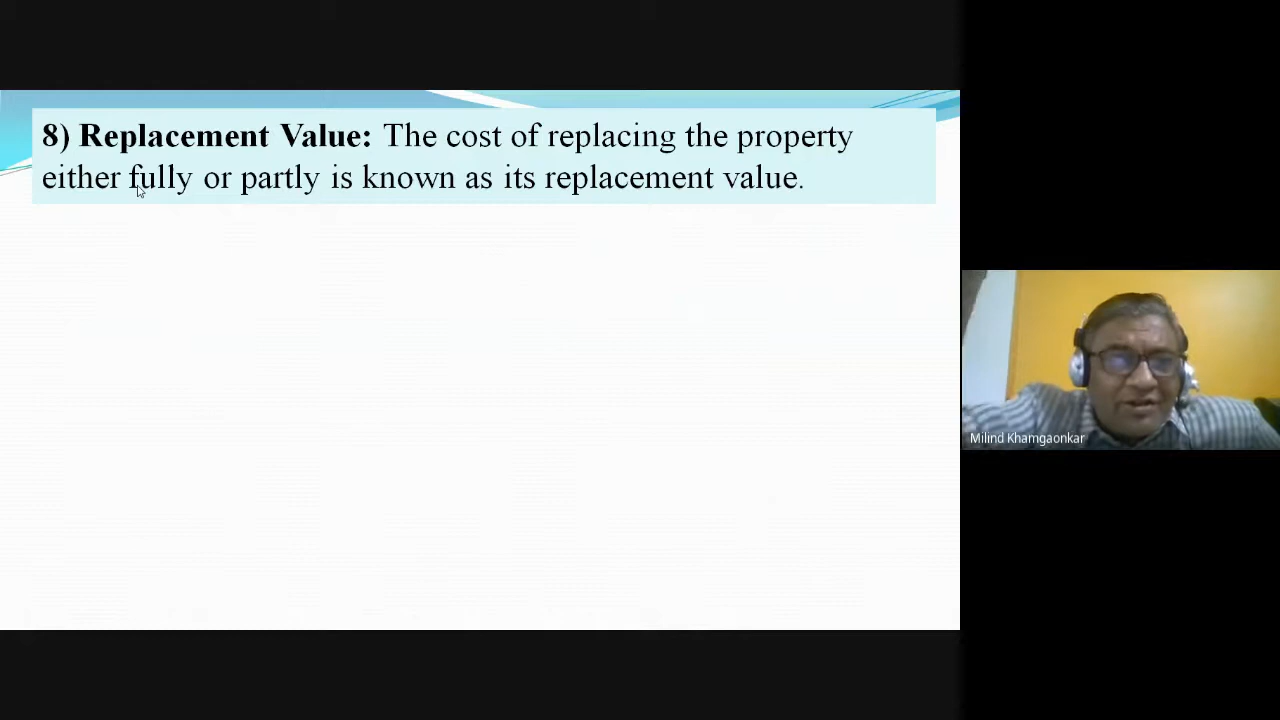 8) Replacement Value: The cost of replacing the property
either fully or partly is known as its replacement value.
Milind Khamgaonkar